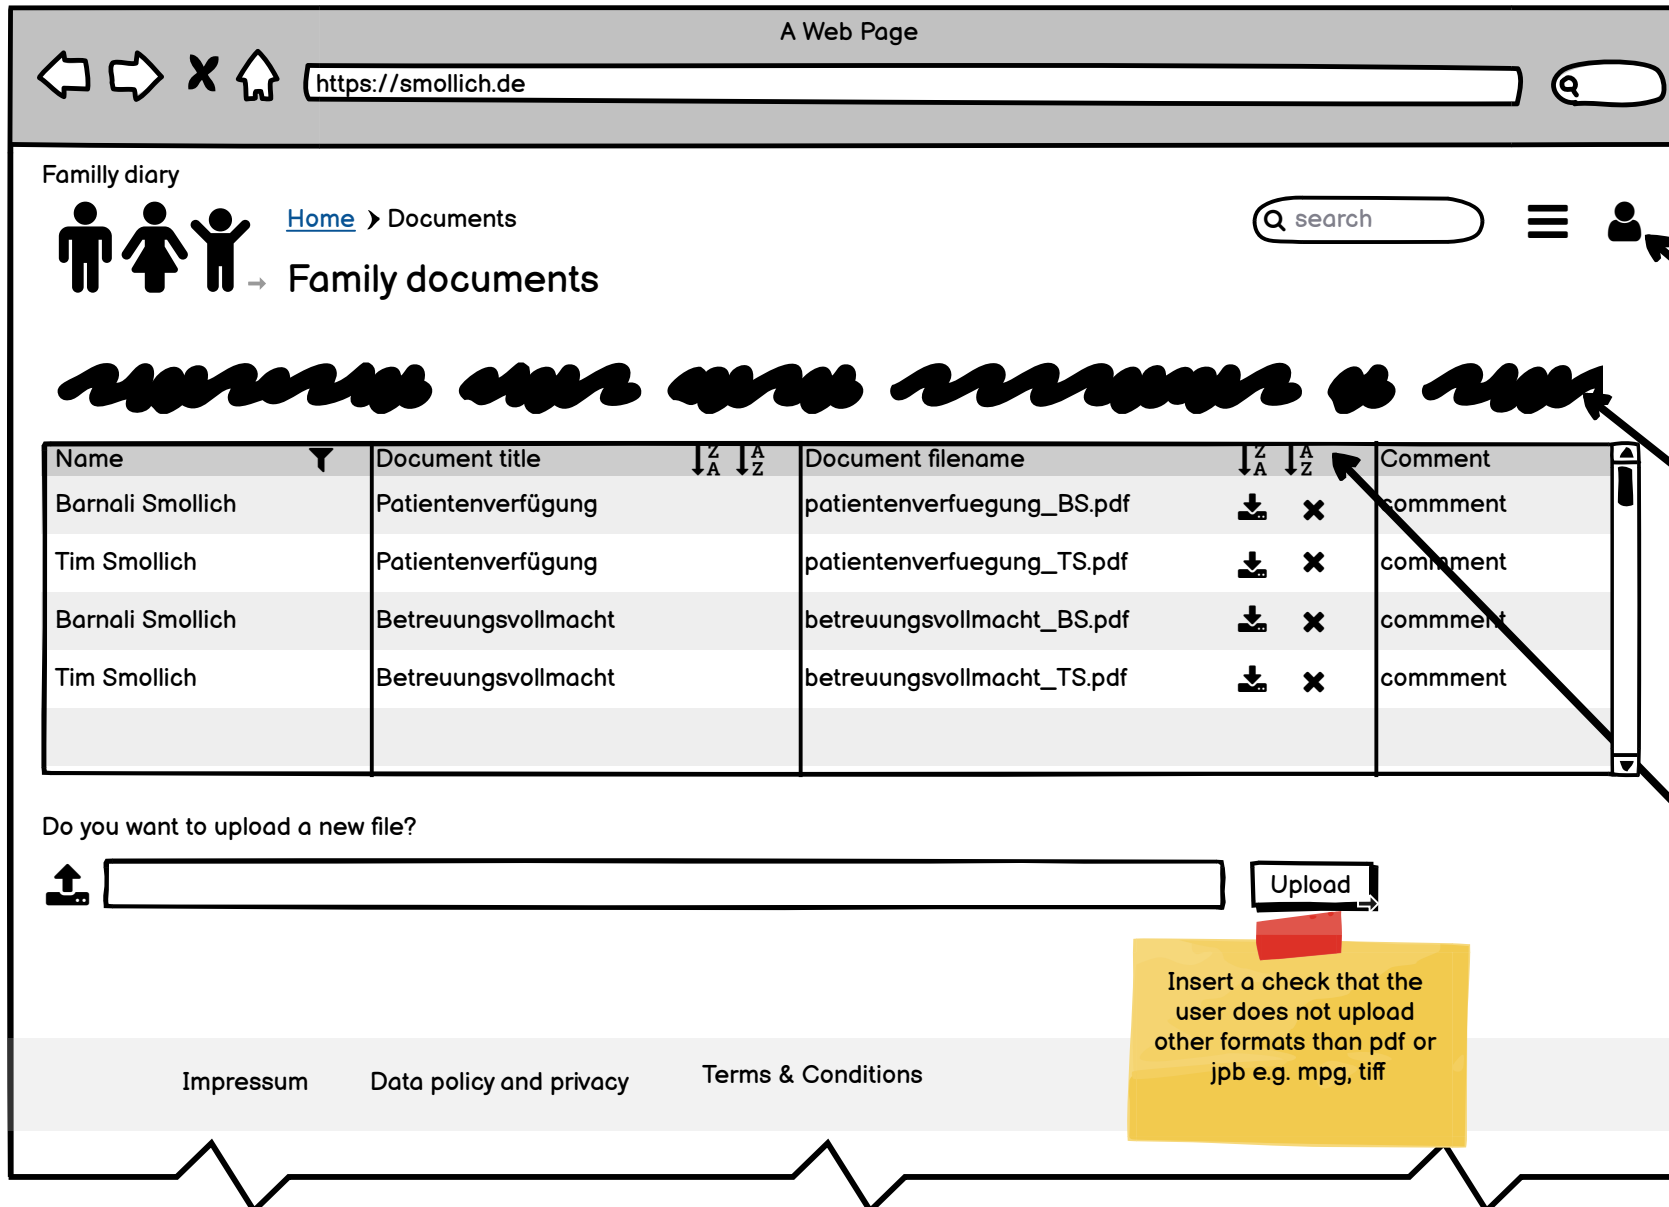 A Web Page
https://smollich.de
Familly diary
Home Documents
search
Family documents
Name Document title Z A A Z Document filename Z A A Z Comment
Barnali Smollich Patientenverfügung patientenverfuegung_BS.pdf commment
Tim Smollich Patientenverfügung patientenverfuegung_TS.pdf commment
Barnali Smollich Betreuungsvollmacht betreuungsvollmacht_BS.pdf commment
Tim Smollich Betreuungsvollmacht betreuungsvollmacht_TS.pdf commment
Do you want to upload a new file?
Upload
Insert a check that the
user does not upload
other formats than pdf or
jpb e.g. mpg, tiff
Impressum Data policy and privacy Terms & Conditions